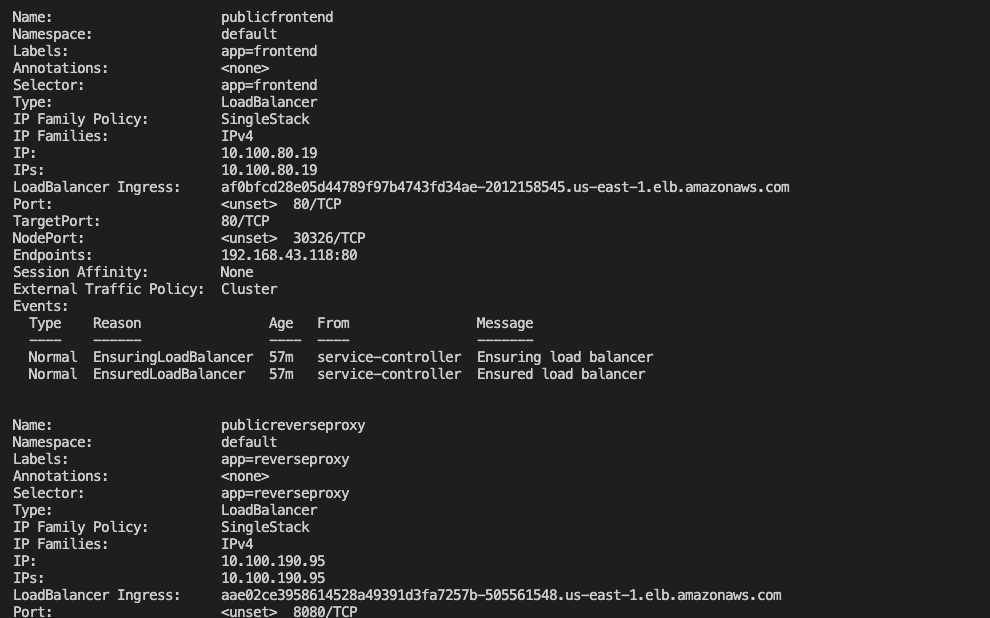 Name:                     publicfrontend
Namespace:                default
Labels:                   app=frontend
Annotations:              <none>
Selector:                 app=frontend
Type:                     LoadBalancer
IP Family Policy:         SingleStack
IP Families:              IPv4
IP:                       10.100.80.19
IPs:                      10.100.80.19
LoadBalancer Ingress:     af0bfcd28e05d44789f97b4743fd34ae-2012158545.us-east-1.elb.amazonaws.com
Port:                     <unset>  80/TCP
TargetPort:               80/TCP
NodePort:                 <unset>  30326/TCP
Endpoints:                192.168.43.118:80
Session Affinity:         None
External Traffic Policy:  Cluster
Events:
  Type    Reason                Age   From                Message
  ----    ------                ----  ----                -------
  Normal  EnsuringLoadBalancer  57m   service-controller  Ensuring load balancer
  Normal  EnsuredLoadBalancer   57m   service-controller  Ensured load balancer
Name:                     publicreverseproxy
Namespace:                default
Labels:                   app=reverseproxy
Annotations:              <none>
Selector:                 app=reverseproxy
Type:                     LoadBalancer
IP Family Policy:         SingleStack
IP Families:              IPv4
IP:                       10.100.190.95
IPs:                      10.100.190.95
LoadBalancer Ingress:     aae02ce3958614528a49391d3fa7257b-505561548.us-east-1.elb.amazonaws.com
Port:                     <unset>  8080/TCP